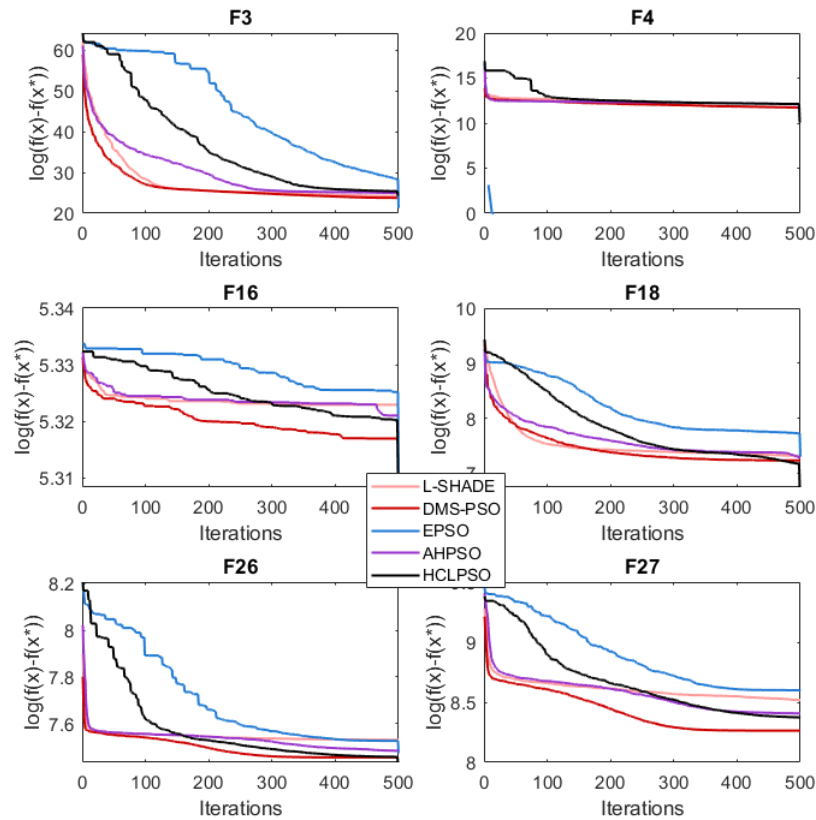 F3
F4
log(f(x)-f(x*))
60
50
40
30
20
0
100
200
300
400
500
Iterations
log(f(x)-f(x*))
20
15
10
5
0
0
100
200
300
400
500
Iterations
F16
F18
log(f(x)-f(x*))
5.34
5.33
5.32
5.31
0
100
200
300
400
500
log(f(x)-f(x*))
10
9
8
7
0
100
200
300
400
500
Iterations
L-SHADE
DMS-PSO
EPSO
AHPSO
HCLPSO
F26
F27
log(f(x)-f(x*))
8.2
8
7.8
7.6
0
100
200
300
400
500
Iterations
log(f(x)-f(x*))
9
8.5
8
0
100
200
300
400
500
Iterations